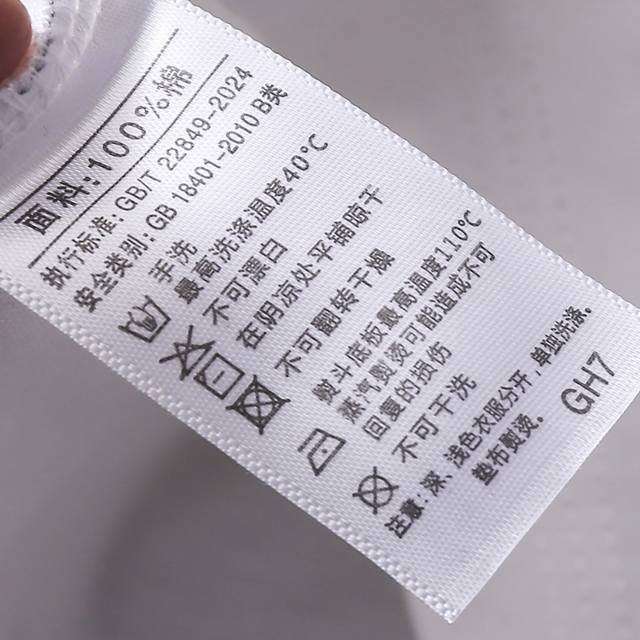 面料:100%棉
执行标准: GB/T 22849-2024
安全类别: GB 18401-2010 B类
手洗
最高洗涤温度40℃
不可漂白
在阴凉处平铺晾干
不可翻转干燥
熨斗底板最高温度110℃
蒸汽熨烫可能造成不可
回复的损伤
不可干洗
注意:深、浅色衣服分开,单独洗涤。
垫布熨烫。
GH7